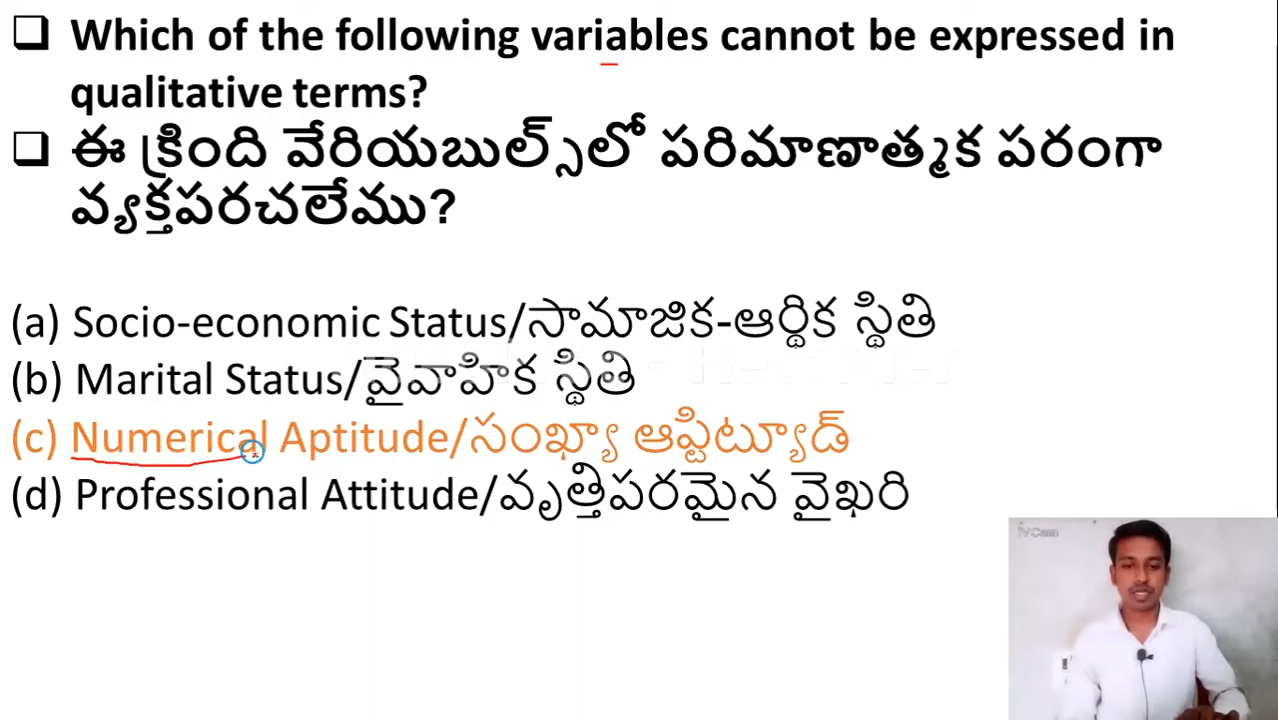 Which of the following variables cannot be expressed in
qualitative terms?
ఈ క్రింది వేరియబుల్స్‌లో పరిమాణాత్మక పరంగా
వ్యక్తపరచలేము?
(a) Socio-economic Status/సామాజిక-ఆర్థిక స్థితి
(b) Marital Status/వైవాహిక స్థితి
(c) Numerical Aptitude/సంఖ్యా ఆప్టిట్యూడ్
(d) Professional Attitude/వృత్తిపరమైన వైఖరి
iVCam